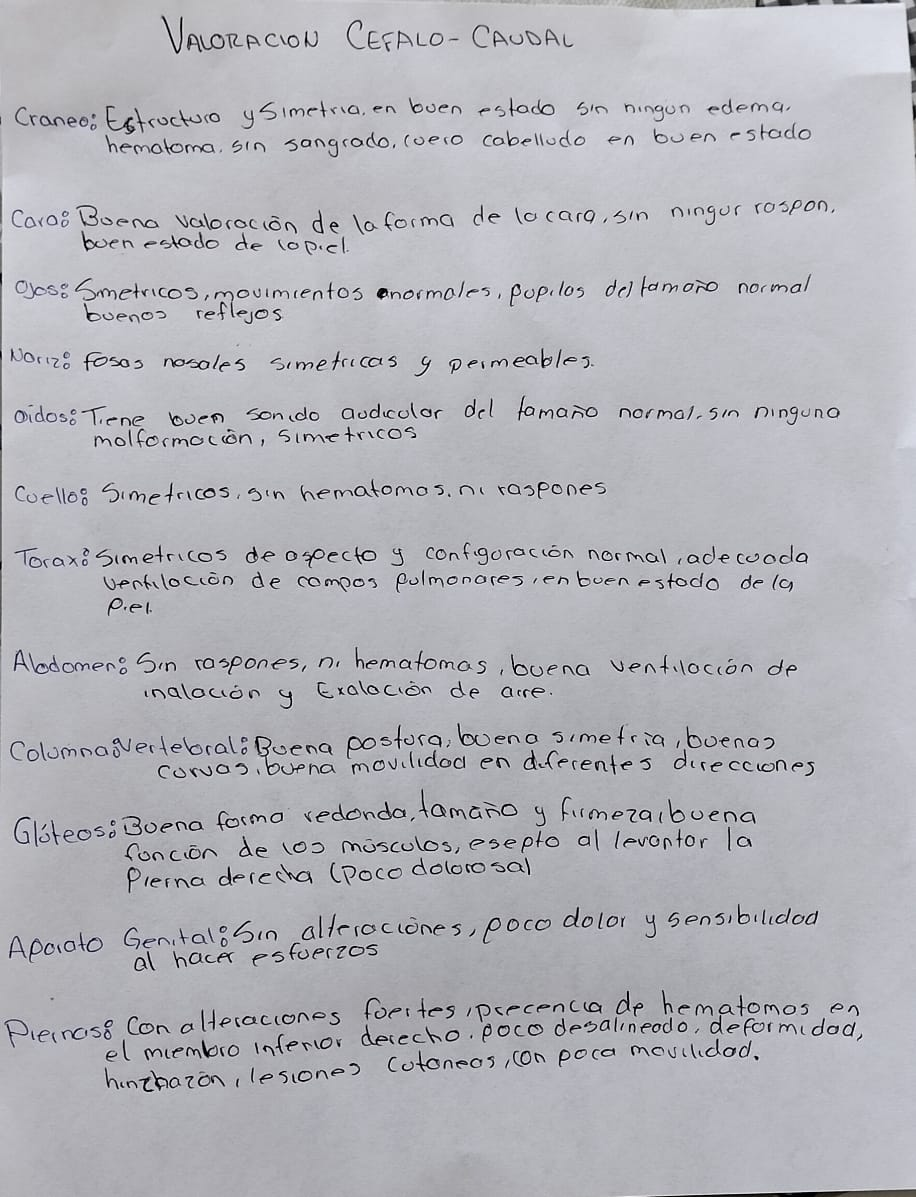 VALORACION CEFALO-CAUDAL
Craneo: Estructura y Simetria, en buen estado sin ningun edema.
hematoma, sin sangrado, cuero cabelludo en buen estado
Cara: Buena valoración de la forma de la cara, sin ningur raspon,
buen estado de la piel.
Ojos: Smetricos, movimientos anormales, pupilas del tamaño normal
buenos reflejos
Nariz: fosas nasales simetricas y permeables.
oidos: Tiene buen sonido audicular del tamaño normal, sin ninguna
malformación, simetricos
Cuello: Simetricos, sin hematomas, ni raspones
Torax: Simetricos de aspecto y configuración normal, adecuada
ventilación de campos pulmonares, en buen estado de la
piel.
Abdomen: Sin raspones, ni hematomas, buena ventilación de
inalación y Exalación de aire.
Columna Vertebral: Buena postura, buena simetria, buenas
curvas, buena movilidad en diferentes direcciones
Glúteos: Buena forma redonda, tamaño y firmeza, buena
función de los músculos, esepto al levantar la
Pierna derecha (Poco dolorosa)
Aparato Genital: Sin alteraciones, poco dolor y sensibilidad
al hacer esfuerzos
Piernas: Con alteraciones fuertes, precencia de hematomas en
el miembro inferior derecho, poco desalineado, deformidad,
hinchazón, lesiones cutaneas, con poca movilidad.